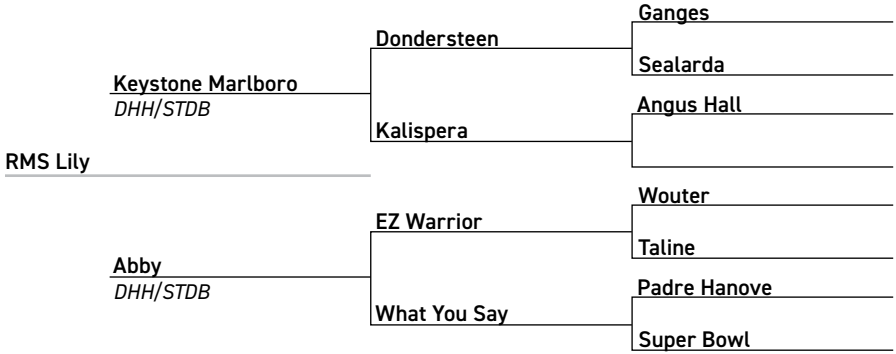 Ganges
Dondersteen
Sealarda
Keystone Marlboro
DHH/STDB
Angus Hall
Kalispera
RMS Lily
Wouter
EZ Warrior
Taline
Abby
DHH/STDB
Padre Hanove
What You Say
Super Bowl